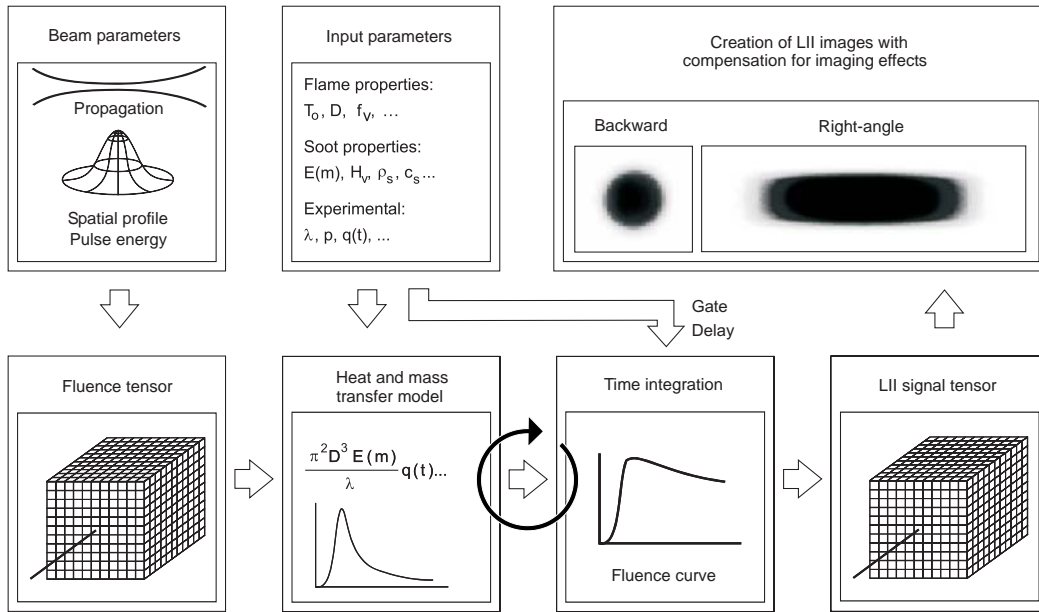 Beam parameters
Propagation
Spatial profile
Pulse energy
Input parameters
Flame properties:
Tₒ, D, fᵥ, ...
Soot properties:
E(m), Hᵥ, ρₛ, cₛ...
Experimental:
λ, p, q(t), ...
Creation of LII images with
compensation for imaging effects
Backward
Right-angle
Gate
Delay
Fluence tensor
Heat and mass
transfer model
π²D³E(m)
λ
q(t)...
Time integration
Fluence curve
LII signal tensor